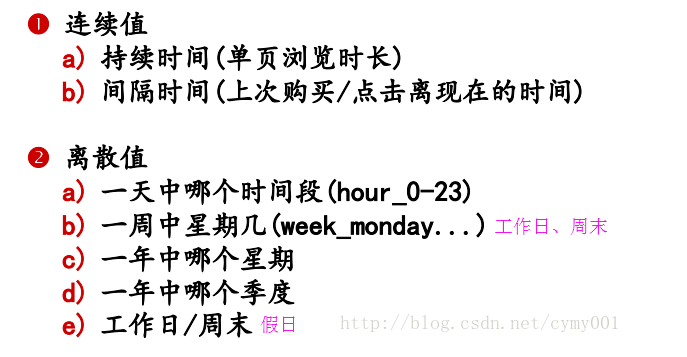 ❶ 连续值
a) 持续时间(单页浏览时长)
b) 间隔时间(上次购买/点击离现在的时间)
❷ 离散值
a) 一天中哪个时间段(hour_0-23)
b) 一周中星期几(week_monday...) 工作日、周末
c) 一年中哪个星期
d) 一年中哪个季度
e) 工作日/周末 假日
http://blog.csdn.net/cymy001